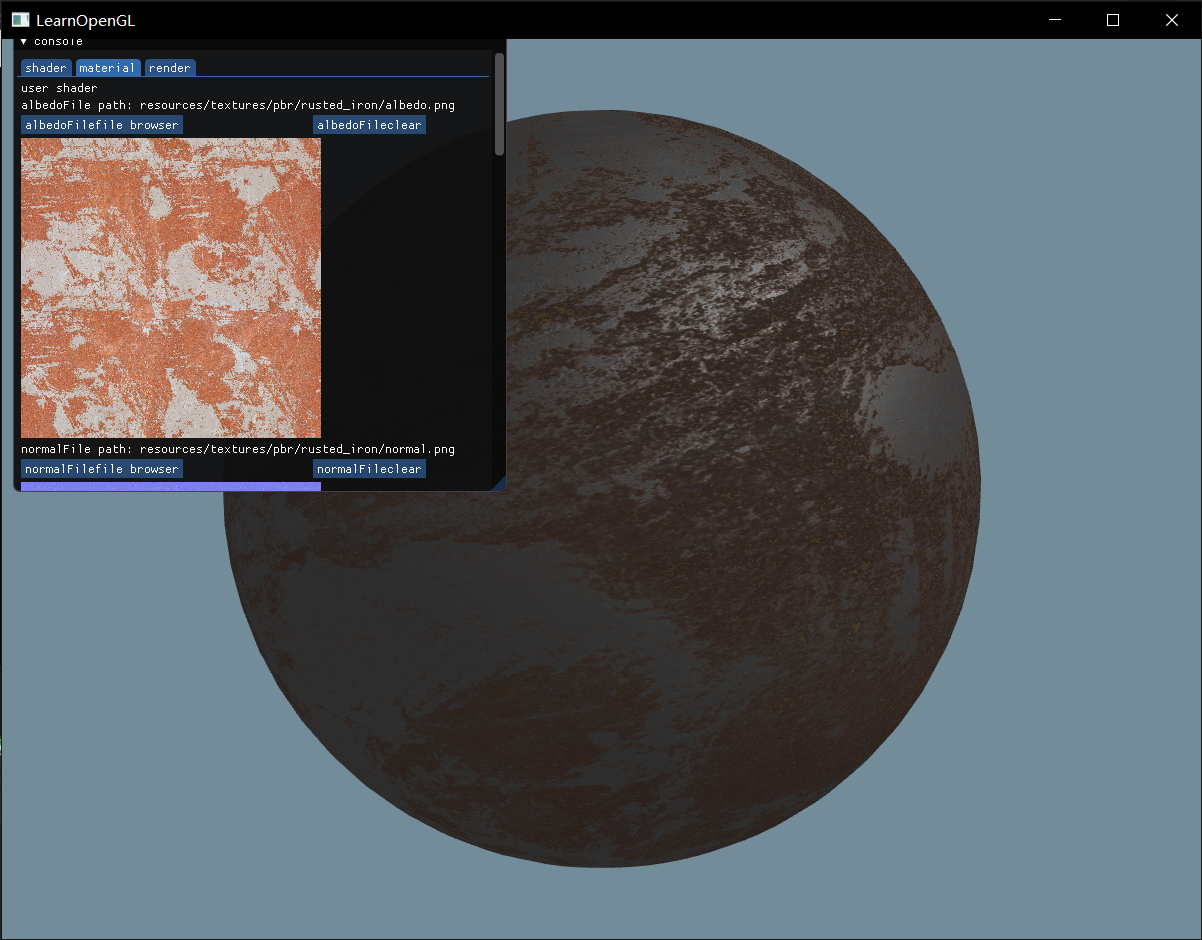 LearnOpenGL
console
shader material render
user shader
albedoFile path: resources/textures/pbr/rusted_iron/albedo.png
albedoFilefile browser albedoFileclear
normalFile path: resources/textures/pbr/rusted_iron/normal.png
normalFilefile browser normalFileclear